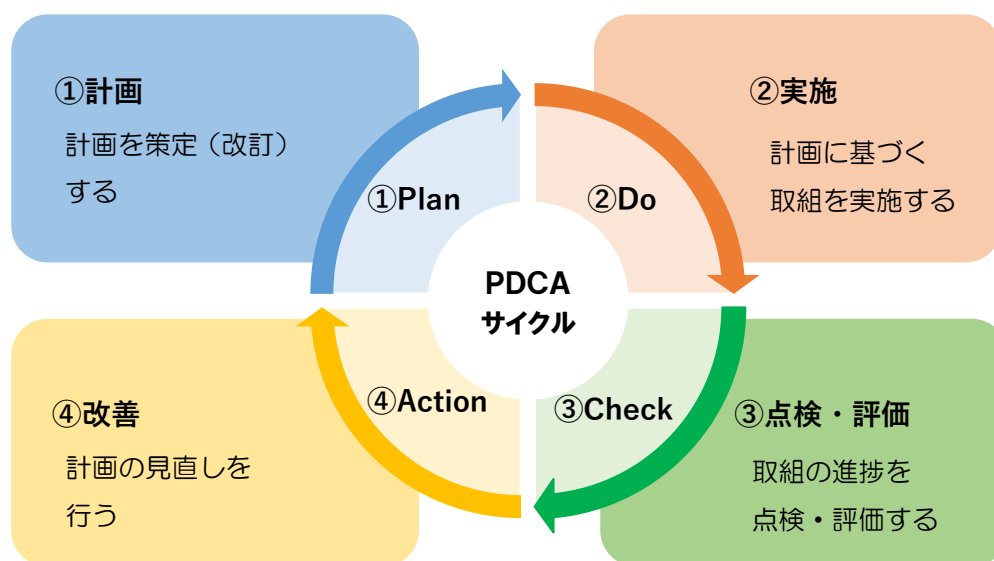 ①計画
計画を策定（改訂）
する
②実施
計画に基づく
取組を実施する
①Plan
②Do
PDCA
サイクル
④Action
③Check
④改善
計画の見直しを
行う
③点検・評価
取組の進捗を
点検・評価する